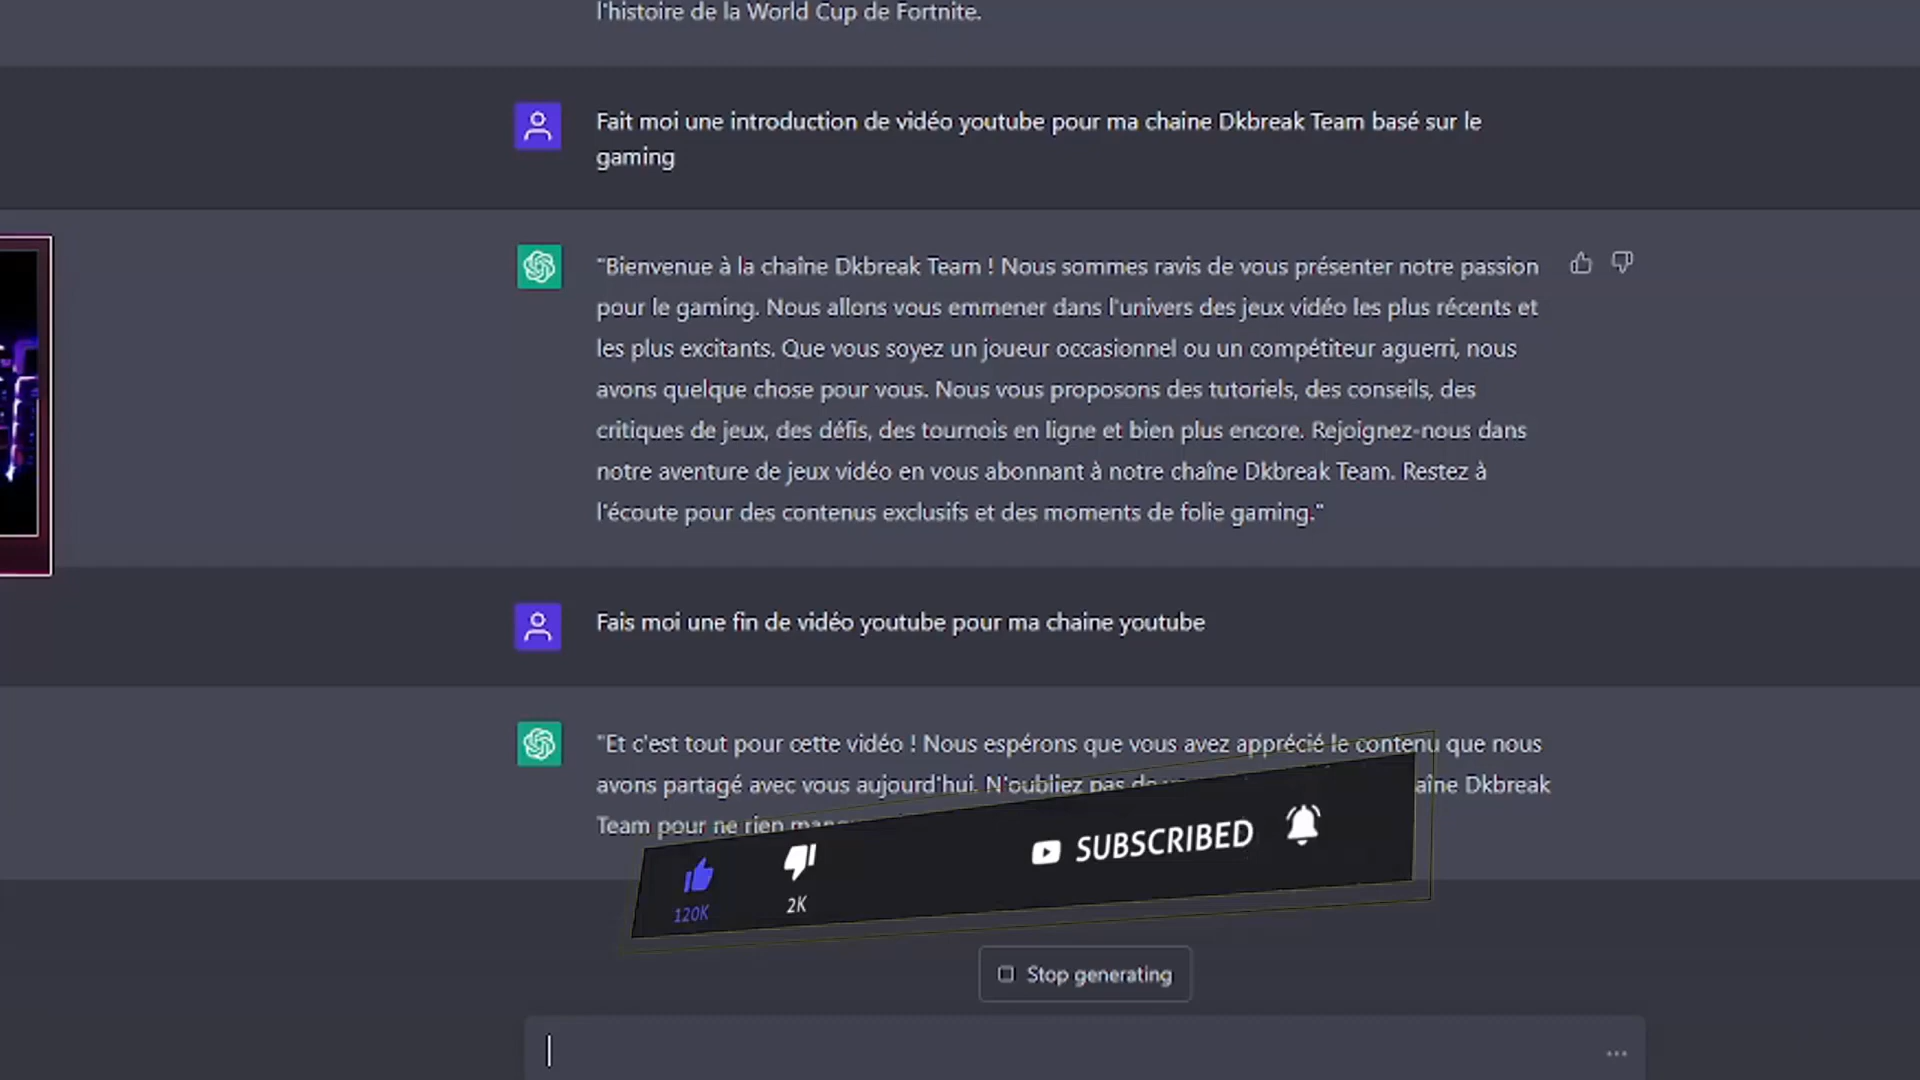 l'histoire de la World Cup de Fortnite.
Fait moi une introduction de vidéo youtube pour ma chaine Dkbreak Team basé sur le
gaming
"Bienvenue à la chaîne Dkbreak Team ! Nous sommes ravis de vous présenter notre passion
pour le gaming. Nous allons vous emmener dans l'univers des jeux vidéo les plus récents et
les plus excitants. Que vous soyez un joueur occasionnel ou un compétiteur aguerri, nous
avons quelque chose pour vous. Nous vous proposons des tutoriels, des conseils, des
critiques de jeux, des défis, des tournois en ligne et bien plus encore. Rejoignez-nous dans
notre aventure de jeux vidéo en vous abonnant à notre chaîne Dkbreak Team. Restez à
l'écoute pour des contenus exclusifs et des moments de folie gaming."
Fais moi une fin de vidéo youtube pour ma chaine youtube
"Et c'est tout pour cette vidéo ! Nous espérons que vous avez apprécié le contenu que nous
avons partagé avec vous aujourd'hui. N'oubliez pas de Dkbreak
Team pour ne rien
SUBSCRIBED
120K
2K
Stop generating